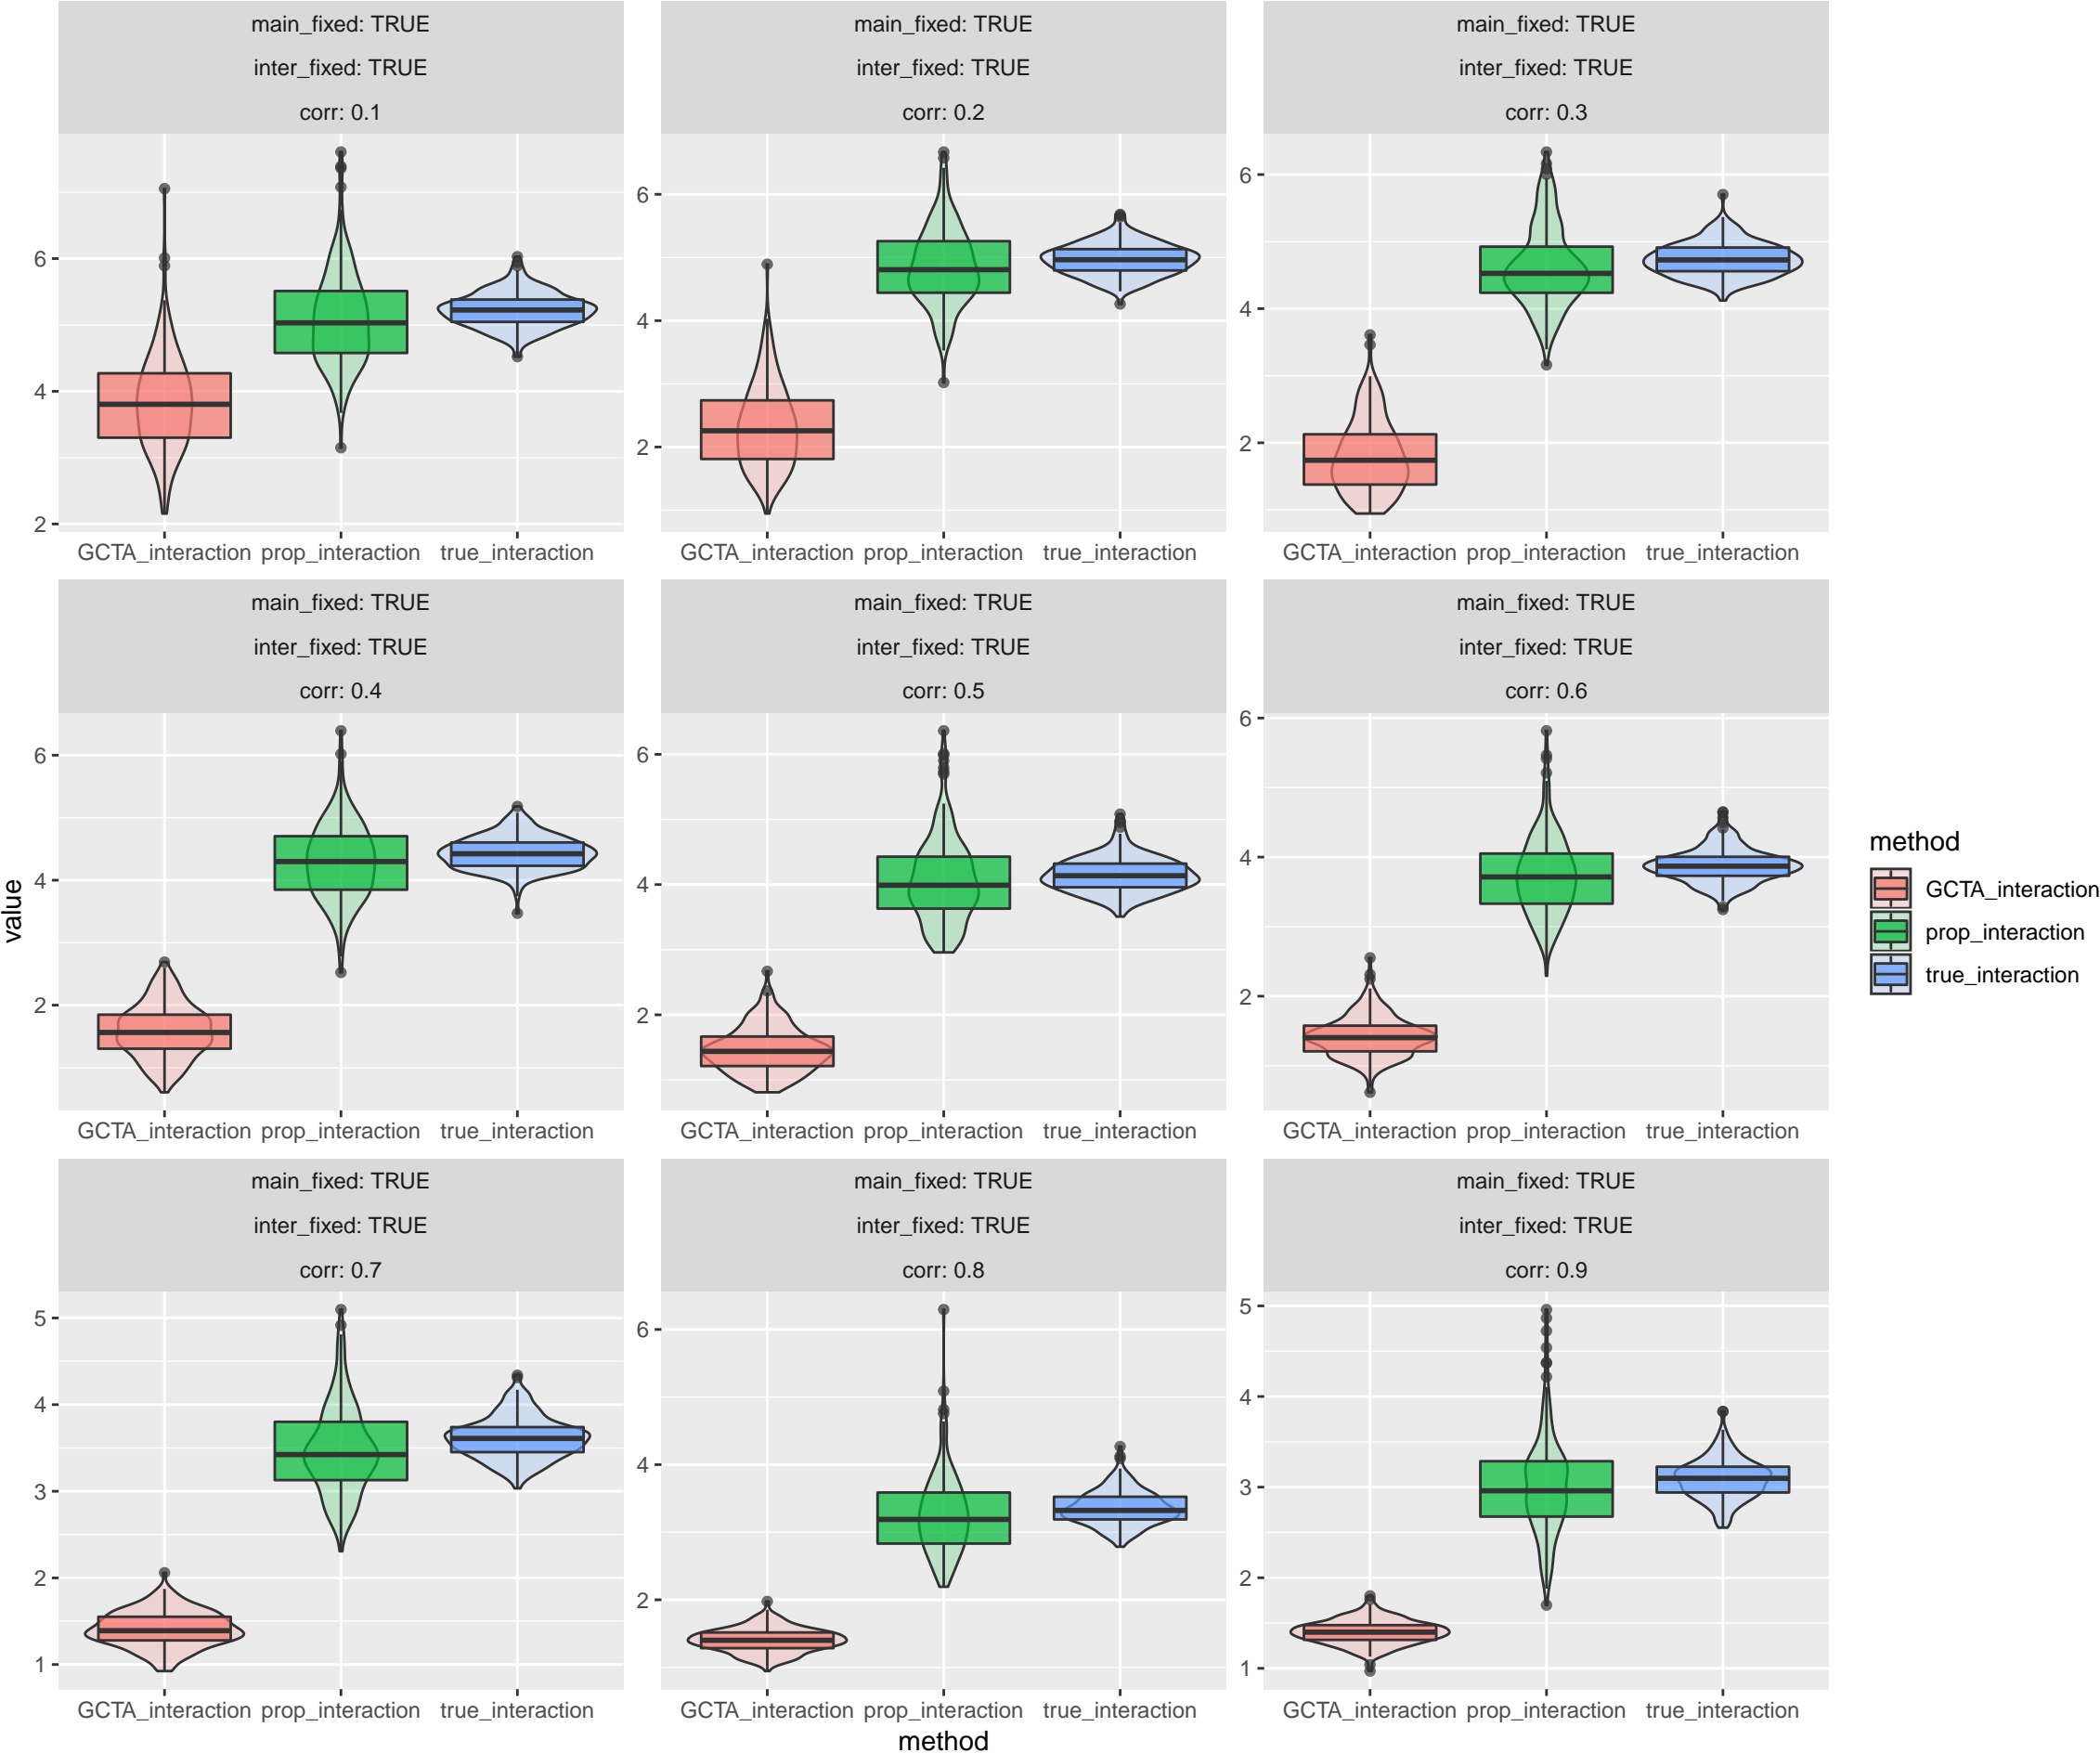 main_fixed: TRUE main_fixed: TRUE main_fixed: TRUE
inter_fixed: TRUE inter_fixed: TRUE inter_fixed: TRUE
corr: 0.1 corr: 0.2 corr: 0.3
6
4
2
6
4
2
6
4
2
GCTA_interaction prop_interaction true_interaction GCTA_interaction prop_interaction true_interaction GCTA_interaction prop_interaction true_interaction
main_fixed: TRUE main_fixed: TRUE main_fixed: TRUE
inter_fixed: TRUE inter_fixed: TRUE inter_fixed: TRUE
corr: 0.4 corr: 0.5 corr: 0.6
value
6
4
2
6
4
2
6
4
2
GCTA_interaction prop_interaction true_interaction GCTA_interaction prop_interaction true_interaction GCTA_interaction prop_interaction true_interaction
main_fixed: TRUE main_fixed: TRUE main_fixed: TRUE
inter_fixed: TRUE inter_fixed: TRUE inter_fixed: TRUE
corr: 0.7 corr: 0.8 corr: 0.9
5
4
3
2
1
6
4
2
5
4
3
2
1
GCTA_interaction prop_interaction true_interaction GCTA_interaction prop_interaction true_interaction GCTA_interaction prop_interaction true_interaction
method
method
GCTA_interaction
prop_interaction
true_interaction